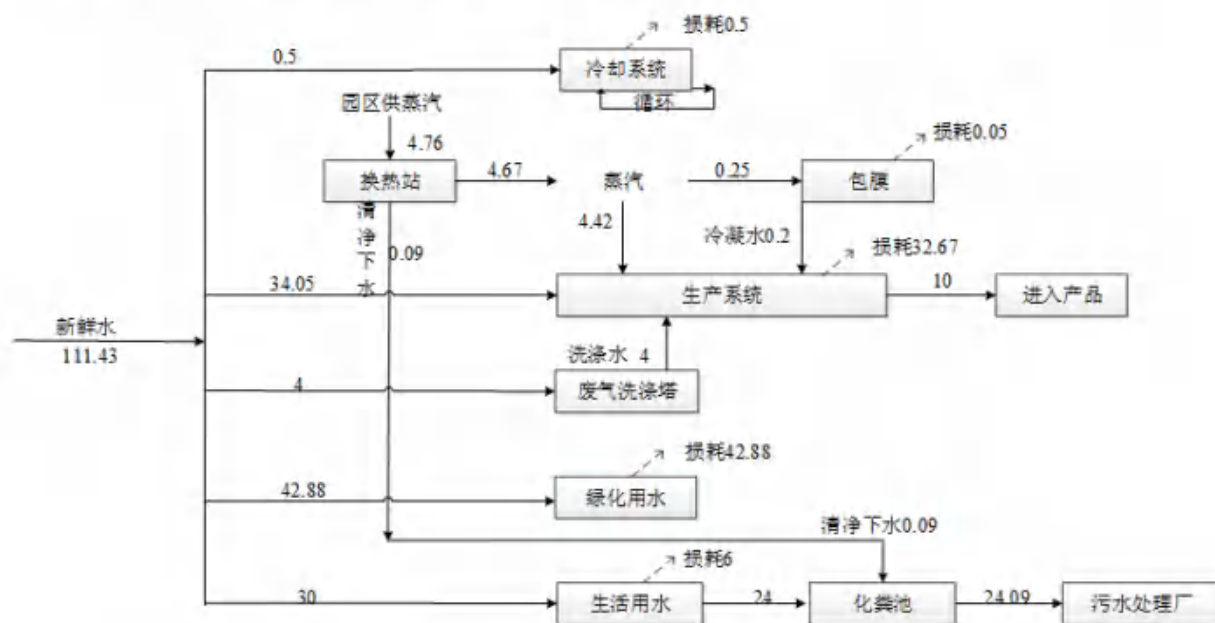 损耗0.5
0.5
冷却系统
循环
园区供蒸汽
4.76
损耗0.05
换热站
4.67
蒸汽
0.25
包膜
清净下水
0.09
4.42
冷凝水0.2
损耗32.67
34.05
生产系统
10
进入产品
新鲜水
111.43
洗涤水 4
4
废气洗涤塔
损耗42.88
42.88
绿化用水
清净下水0.09
损耗6
30
生活用水
24
化粪池
24.09
污水处理厂